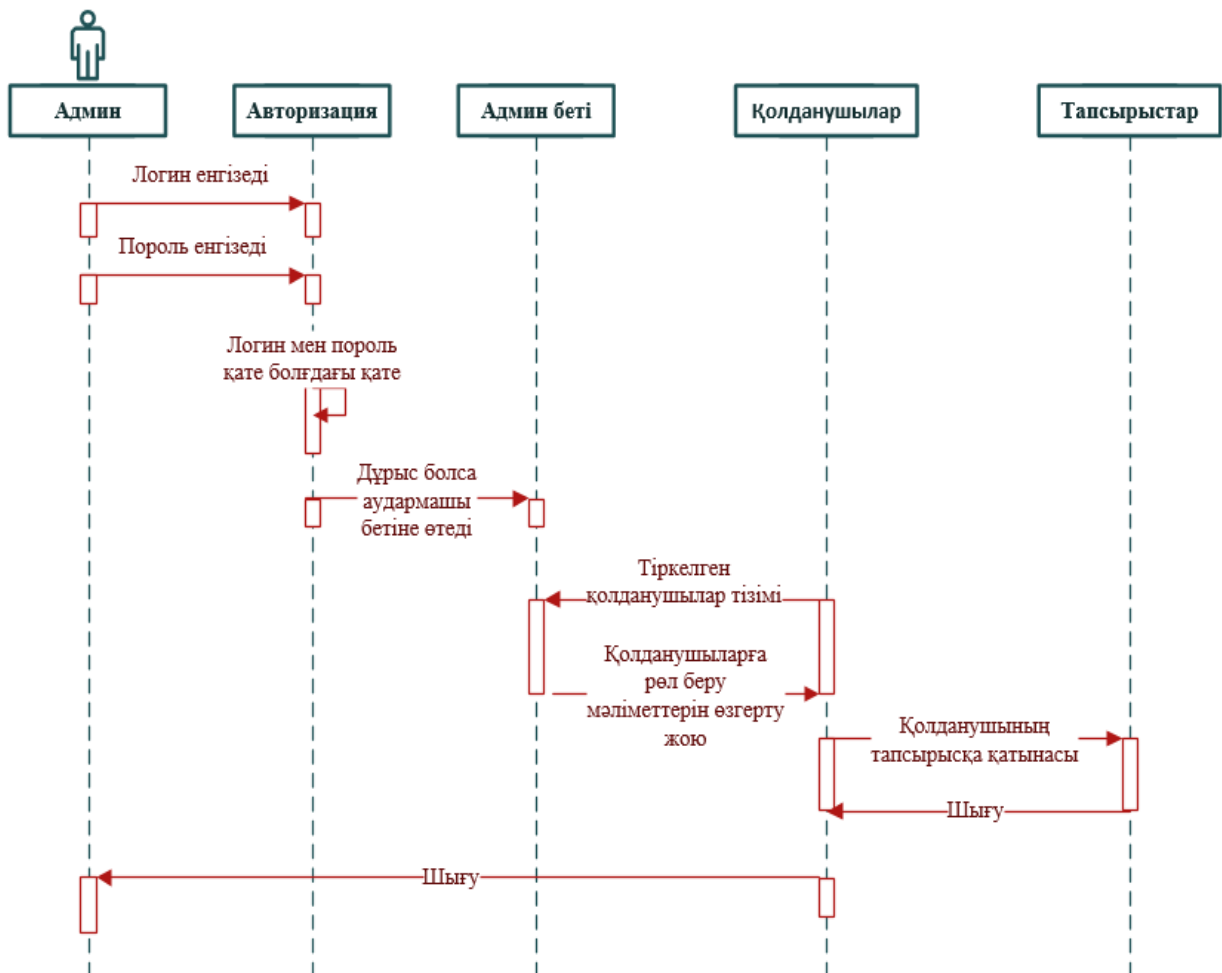 Админ
Авторизация
Админ беті
Қолданушылар
Тапсырыстар
Логин енгізеді
Пороль енгізеді
Логин мен пороль
қате болғдағы қате
Дұрыс болса
аудармашы
бетіне өтеді
Тіркелген
қолданушылар тізімі
Қолданушыларға
рөл беру
мәліметтерін өзгерту
жою
Қолданушының
тапсырысқа қатынасы
Шығу
Шығу